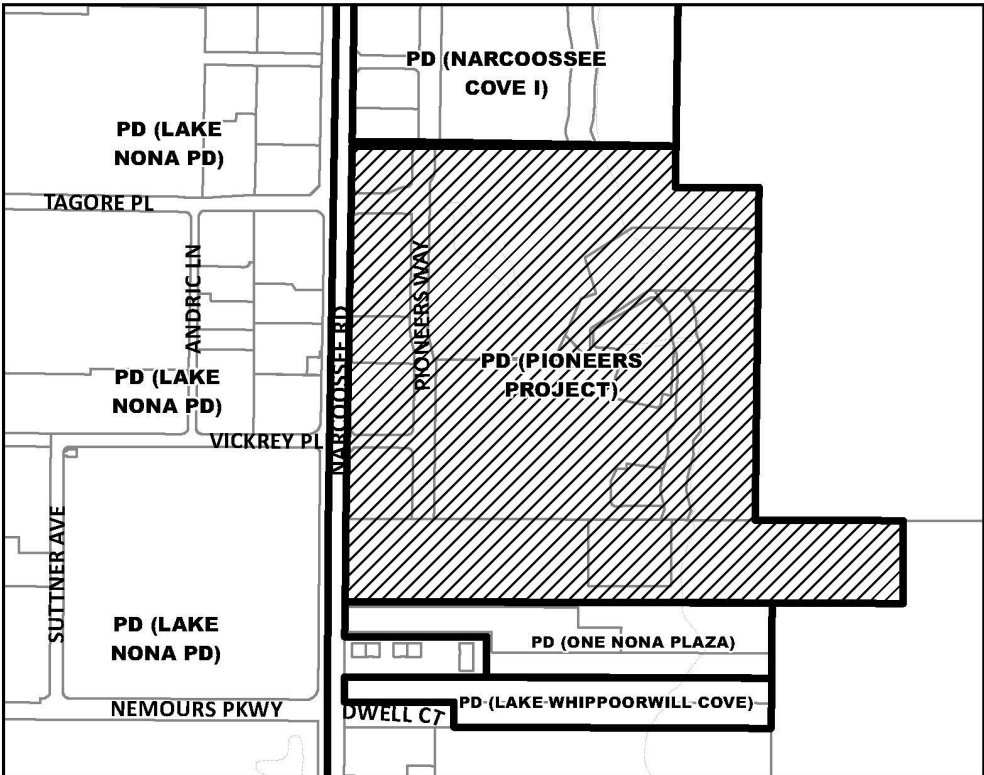 PD (NARCOOSSEE
COVE I)
PD (LAKE
NONA PD)
TAGORE PL
ANDRIC LN
PIONEERS WAY
NARCOOSSEE RD
PD (PIONEERS
PROJECT)
PD (LAKE
NONA PD)
VICKREY PL
SUTTNER AVE
PD (LAKE
NONA PD)
PD (ONE NONA PLAZA)
PD (LAKE WHIPPOORWILL COVE)
NEMOURS PKWY
DWELL CT